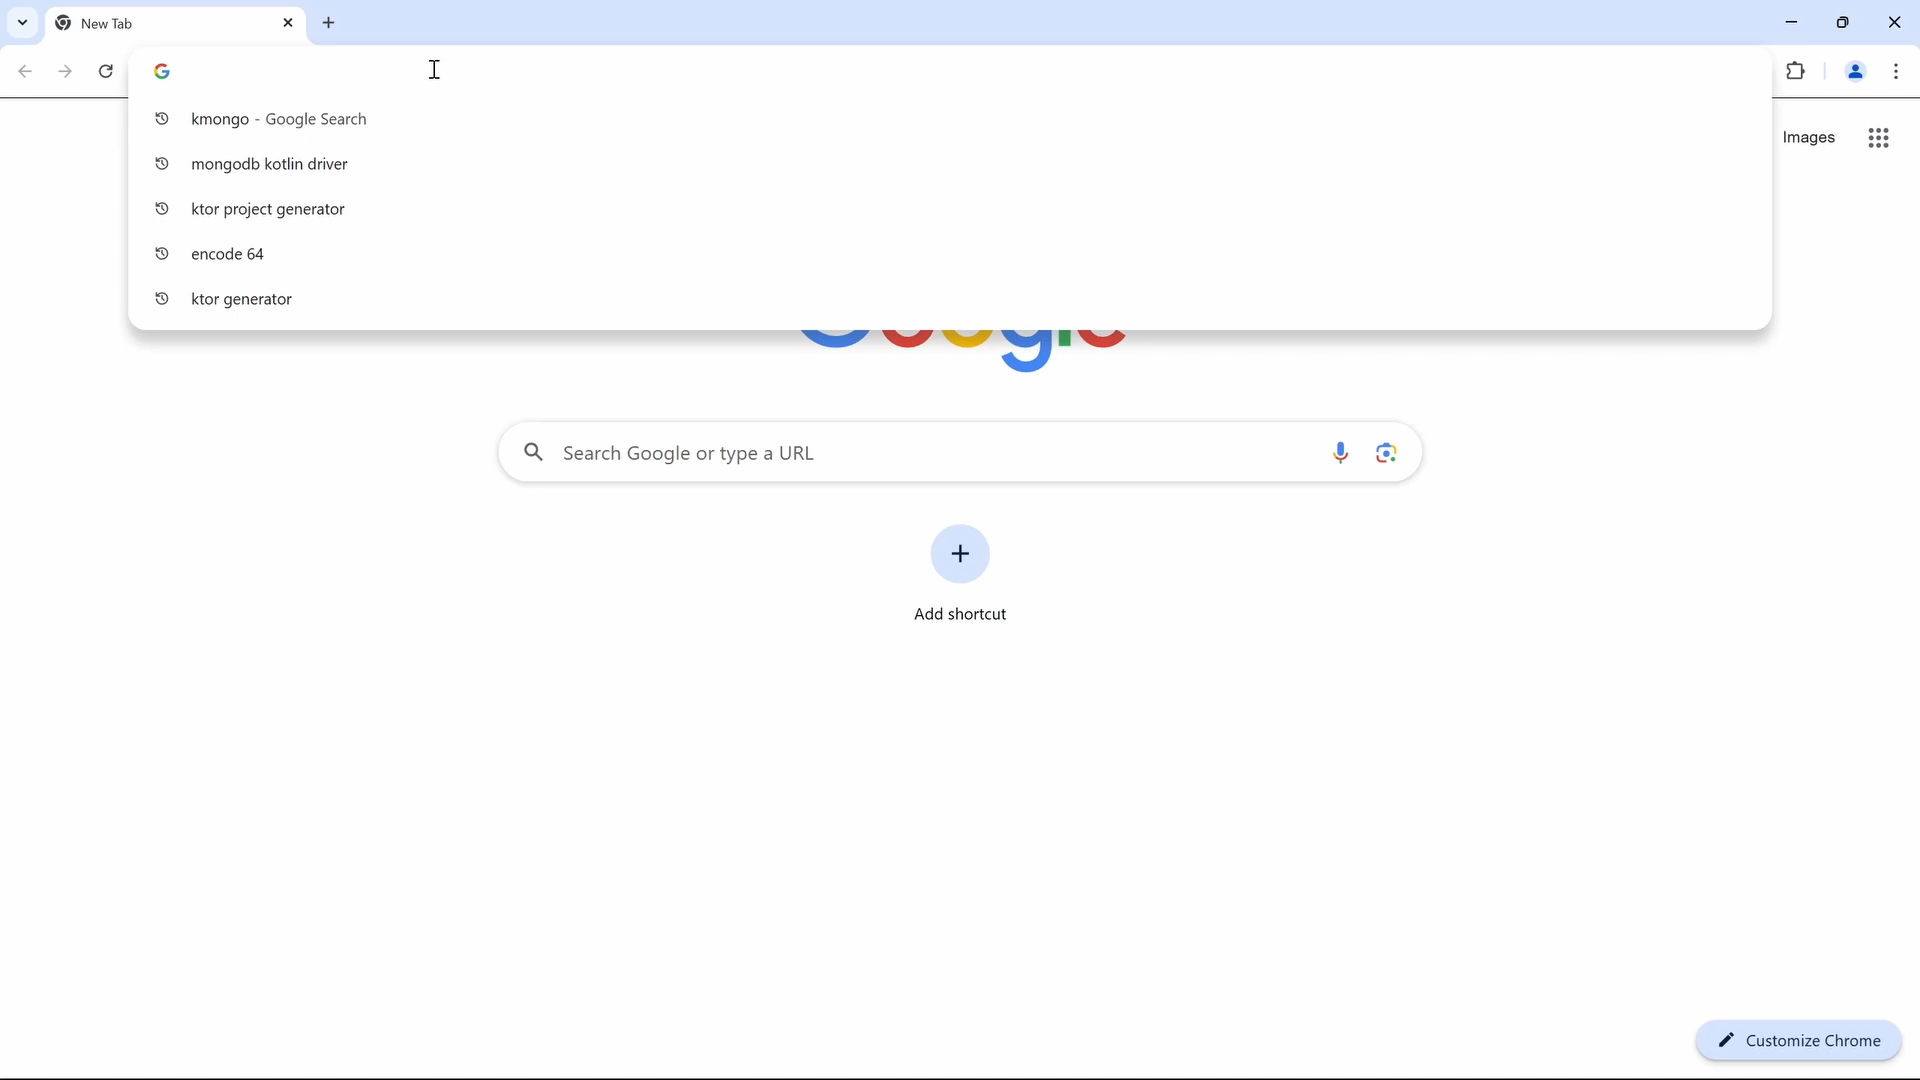 New Tab
kmongo - Google Search
Images
mongodb kotlin driver
ktor project generator
encode 64
ktor generator
Search Google or type a URL
Add shortcut
Customize Chrome